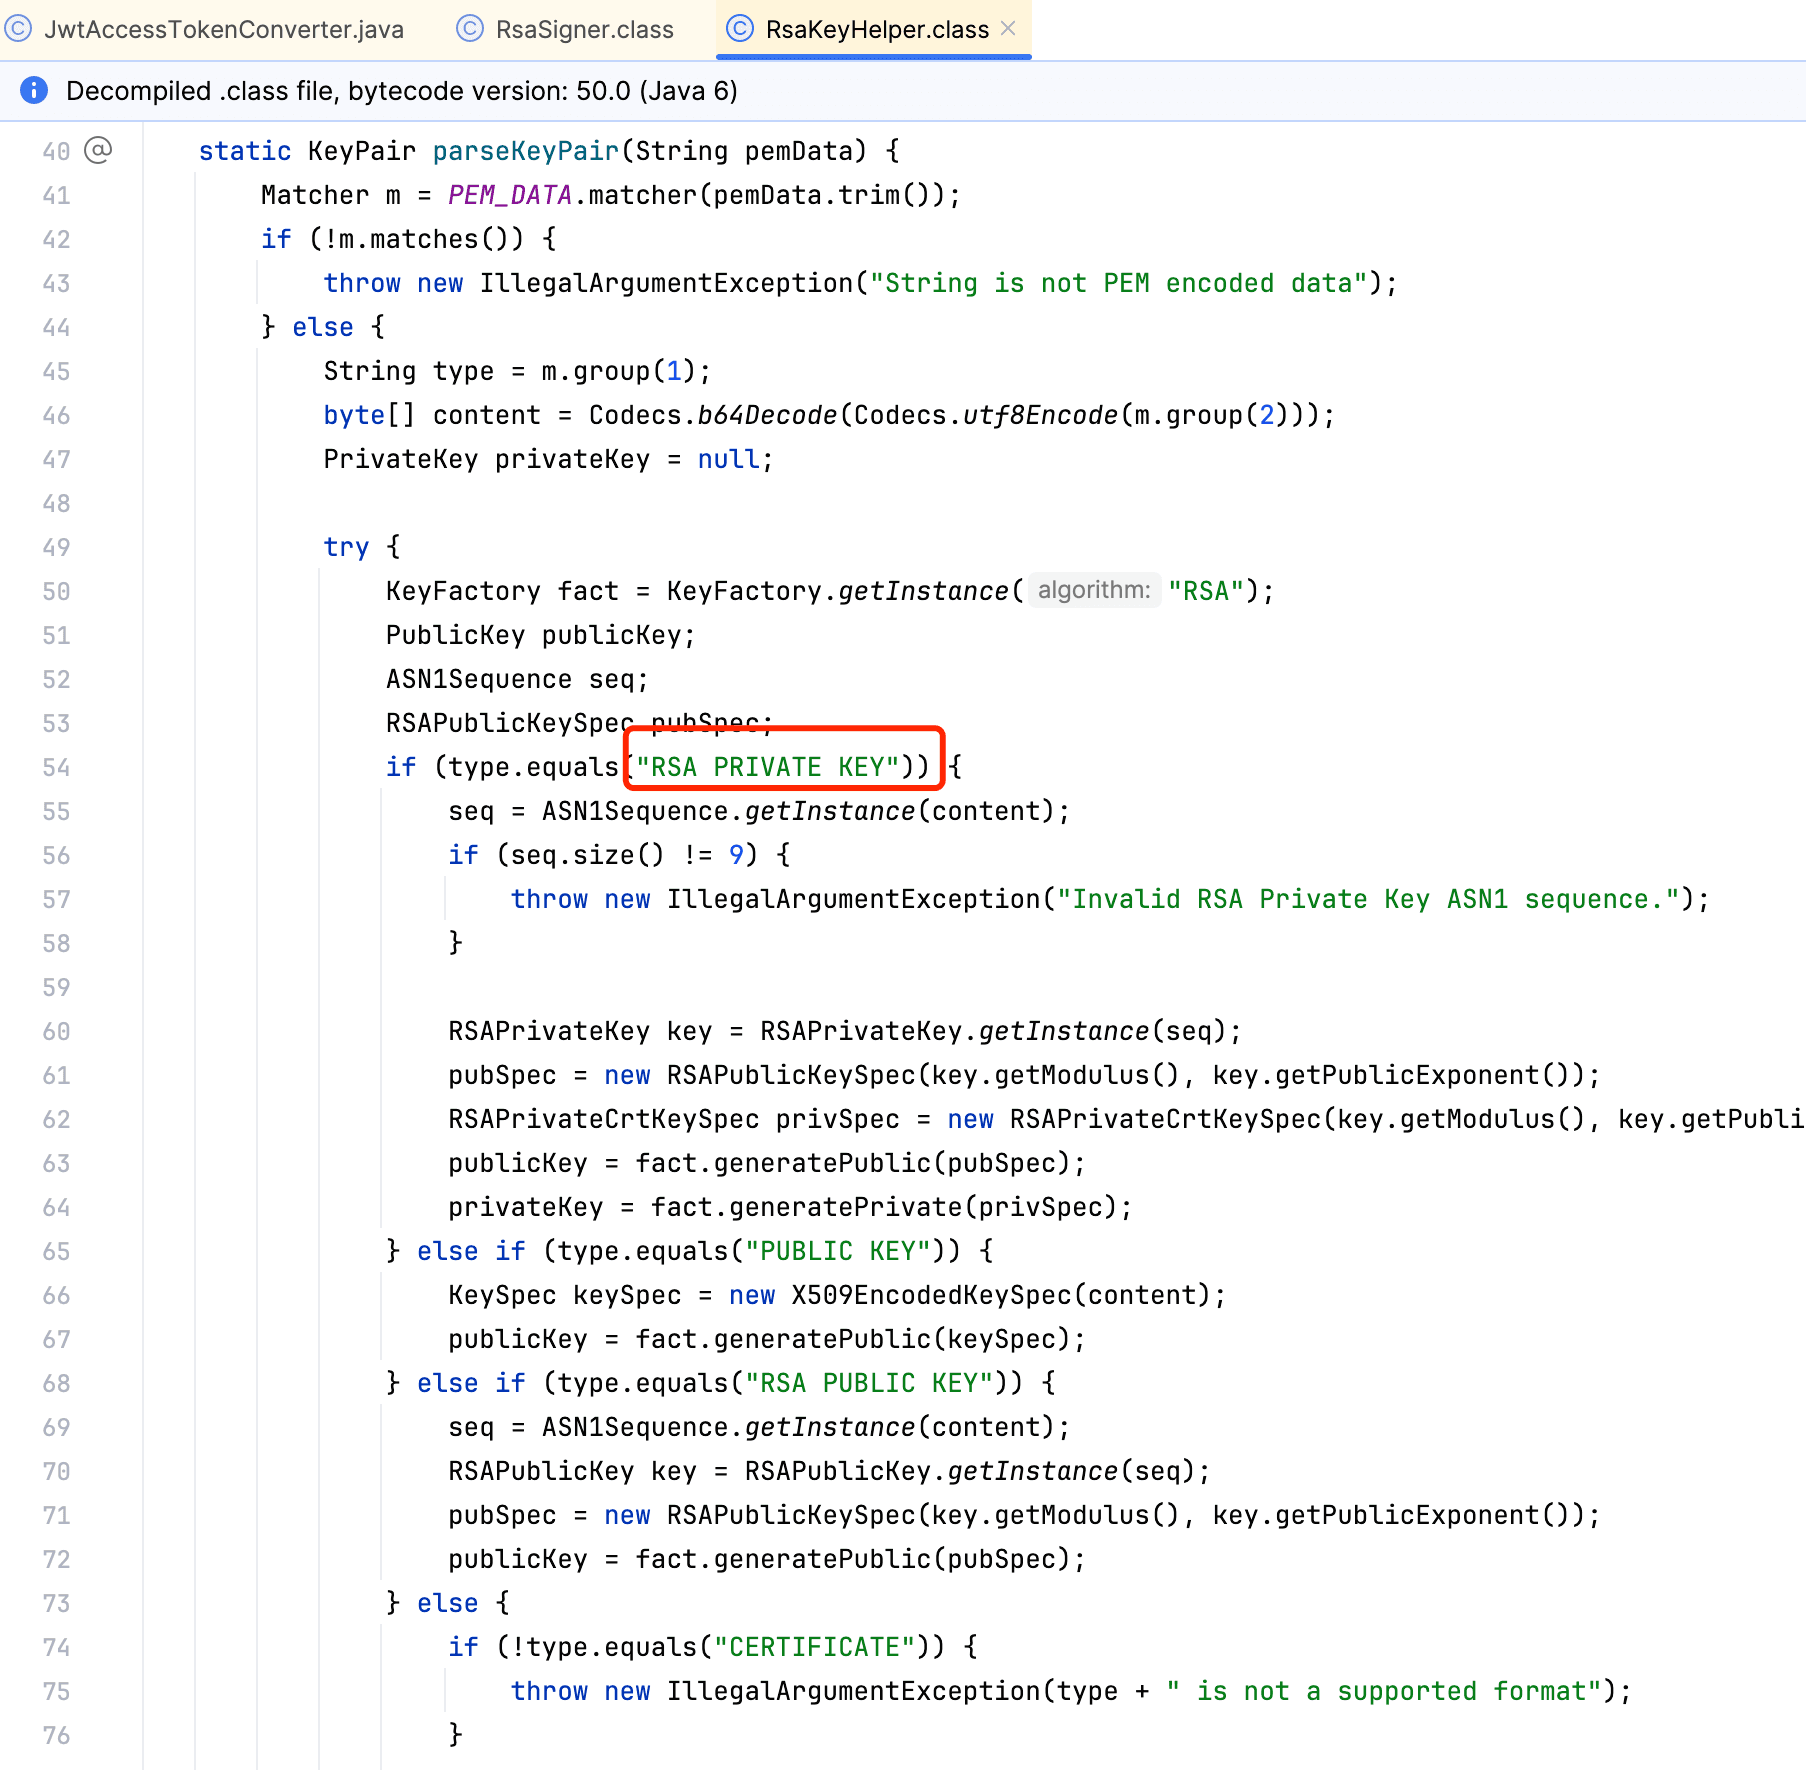 JwtAccessTokenConverter.java RsaSigner.class RsaKeyHelper.class
Decompiled .class file, bytecode version: 50.0 (Java 6)
40 @ static KeyPair parseKeyPair(String pemData) {
41 Matcher m = PEM_DATA.matcher(pemData.trim());
42 if (!m.matches()) {
43 throw new IllegalArgumentException("String is not PEM encoded data");
44 } else {
45 String type = m.group(1);
46 byte[] content = Codecs.b64Decode(Codecs.utf8Encode(m.group(2)));
47 PrivateKey privateKey = null;
48
49 try {
50 KeyFactory fact = KeyFactory.getInstance( algorithm: "RSA");
51 PublicKey publicKey;
52 ASN1Sequence seq;
53 RSAPublicKeySpec pubSpec;
54 if (type.equals("RSA PRIVATE KEY")) {
55 seq = ASN1Sequence.getInstance(content);
56 if (seq.size() != 9) {
57 throw new IllegalArgumentException("Invalid RSA Private Key ASN1 sequence.");
58 }
59
60 RSAPrivateKey key = RSAPrivateKey.getInstance(seq);
61 pubSpec = new RSAPublicKeySpec(key.getModulus(), key.getPublicExponent());
62 RSAPrivateCrtKeySpec privSpec = new RSAPrivateCrtKeySpec(key.getModulus(), key.getPubli
63 publicKey = fact.generatePublic(pubSpec);
64 privateKey = fact.generatePrivate(privSpec);
65 } else if (type.equals("PUBLIC KEY")) {
66 KeySpec keySpec = new X509EncodedKeySpec(content);
67 publicKey = fact.generatePublic(keySpec);
68 } else if (type.equals("RSA PUBLIC KEY")) {
69 seq = ASN1Sequence.getInstance(content);
70 RSAPublicKey key = RSAPublicKey.getInstance(seq);
71 pubSpec = new RSAPublicKeySpec(key.getModulus(), key.getPublicExponent());
72 publicKey = fact.generatePublic(pubSpec);
73 } else {
74 if (!type.equals("CERTIFICATE")) {
75 throw new IllegalArgumentException(type + " is not a supported format");
76 }